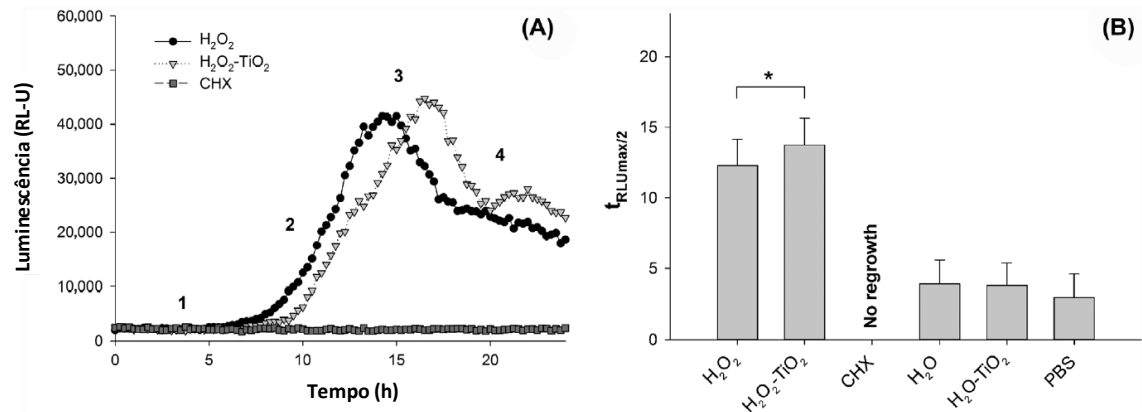 (A)
Luminescência (RL-U)
60,000
50,000
40,000
30,000
20,000
10,000
0
H₂O₂
H₂O₂-TiO₂
CHX
1
2
3
4
0
5
10
15
20
Tempo (h)
(B)
tRLUmax/2
20
15
10
5
0
*
No regrowth
H₂O₂
H₂O₂-TiO₂
CHX
H₂O
H₂O-TiO₂
PBS